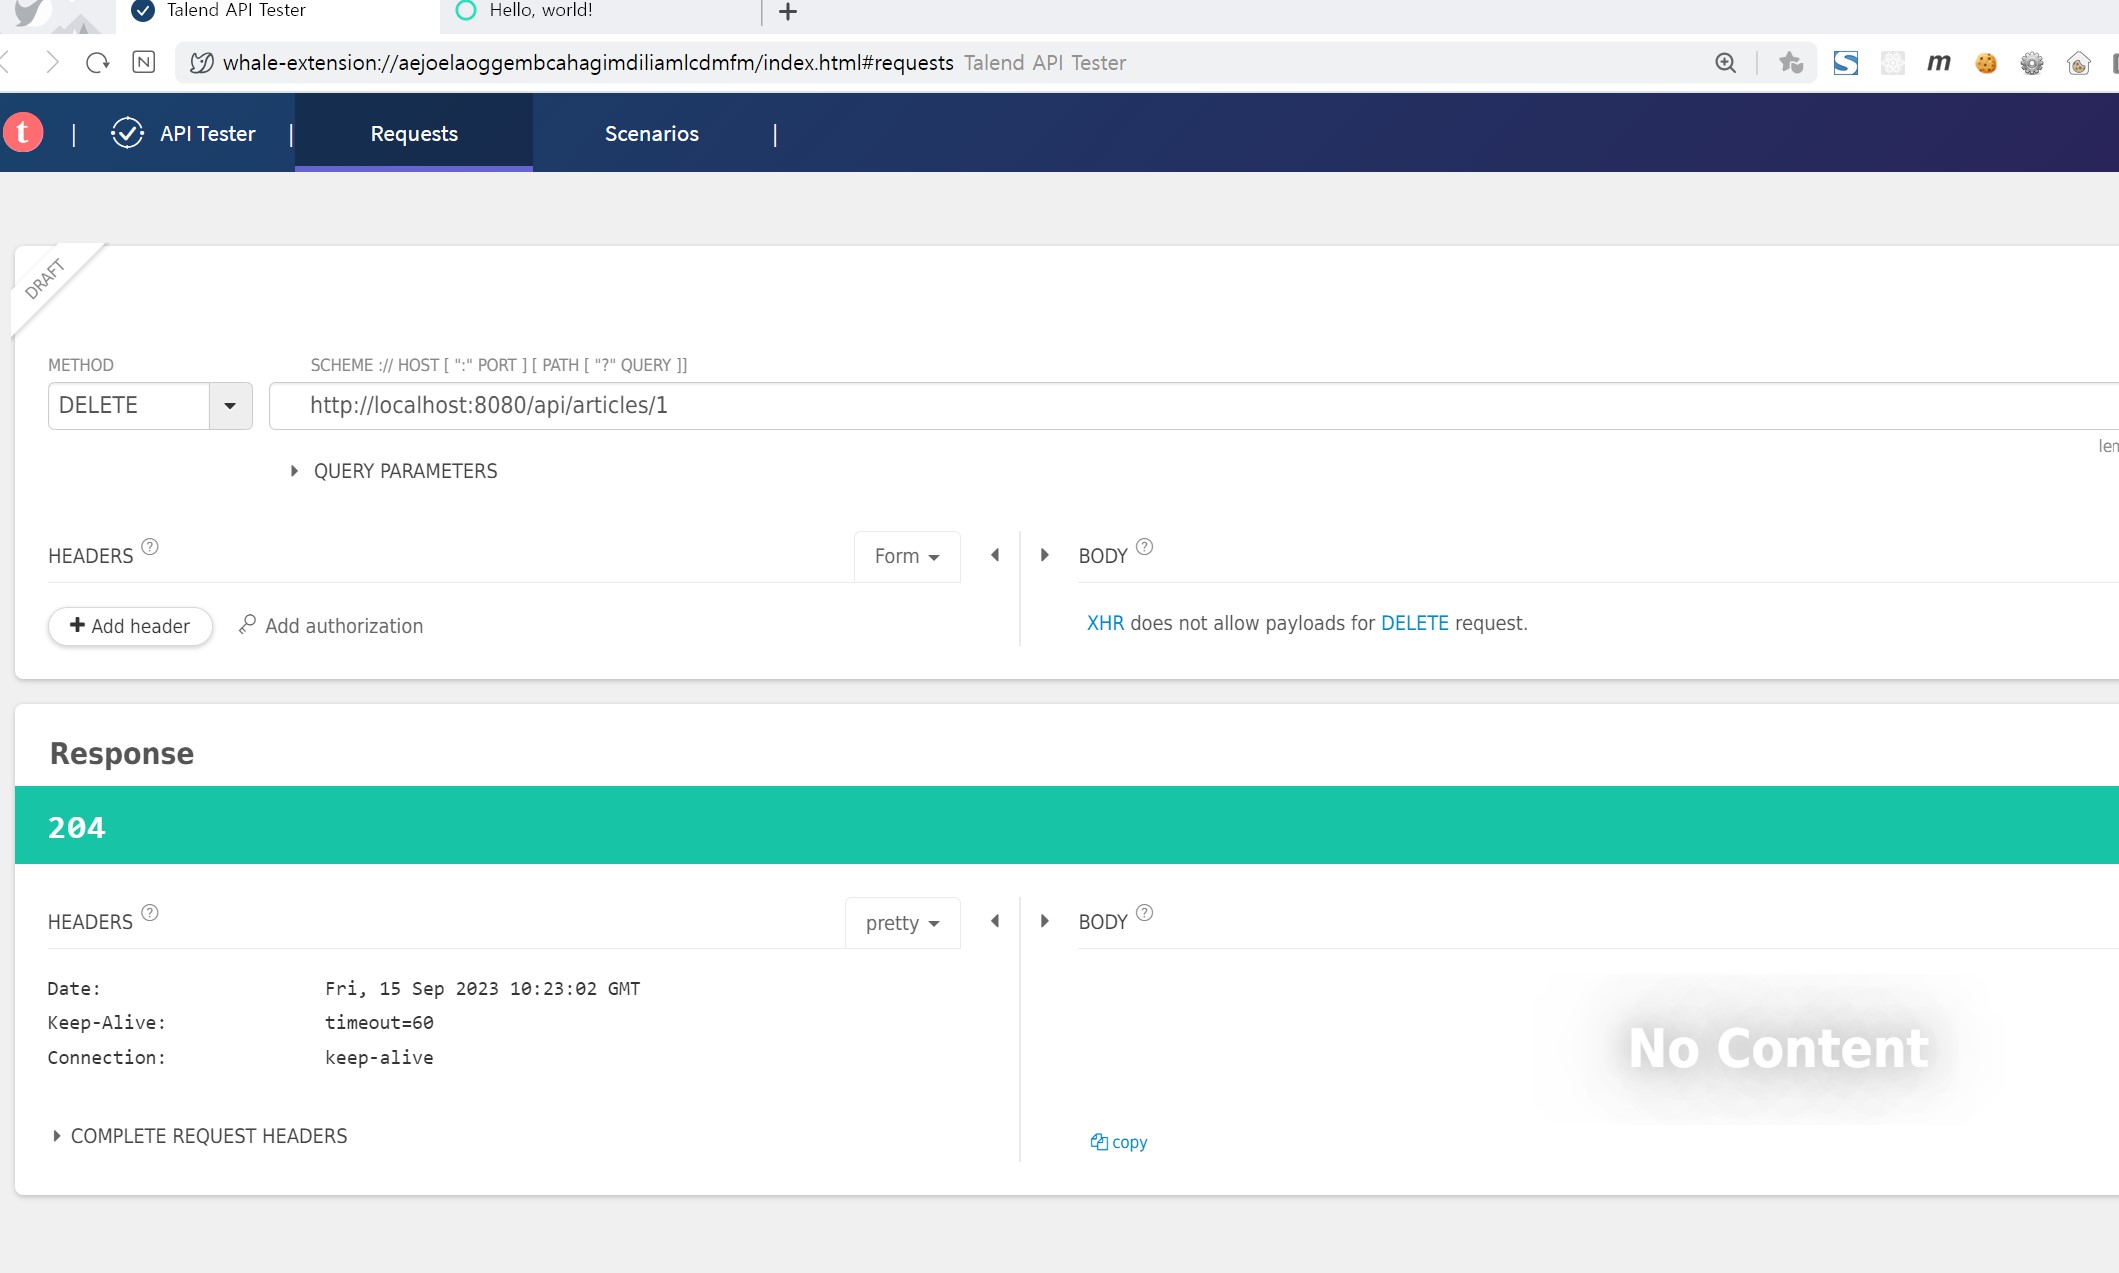 Talend API Tester
Hello, world!
whale-extension://aejoelaoggembcahagimdiliamlcdmfm/index.html#requests Talend API Tester
t | API Tester | Requests Scenarios |
DRAFT
METHOD SCHEME :// HOST [ ":" PORT ] [ PATH [ "?" QUERY ]]
DELETE http://localhost:8080/api/articles/1
QUERY PARAMETERS
HEADERS ? Form BODY ?
+ Add header Add authorization XHR does not allow payloads for DELETE request.
Response
204
HEADERS ? pretty BODY ?
Date: Fri, 15 Sep 2023 10:23:02 GMT
Keep-Alive: timeout=60
Connection: keep-alive
No Content
COMPLETE REQUEST HEADERS
copy